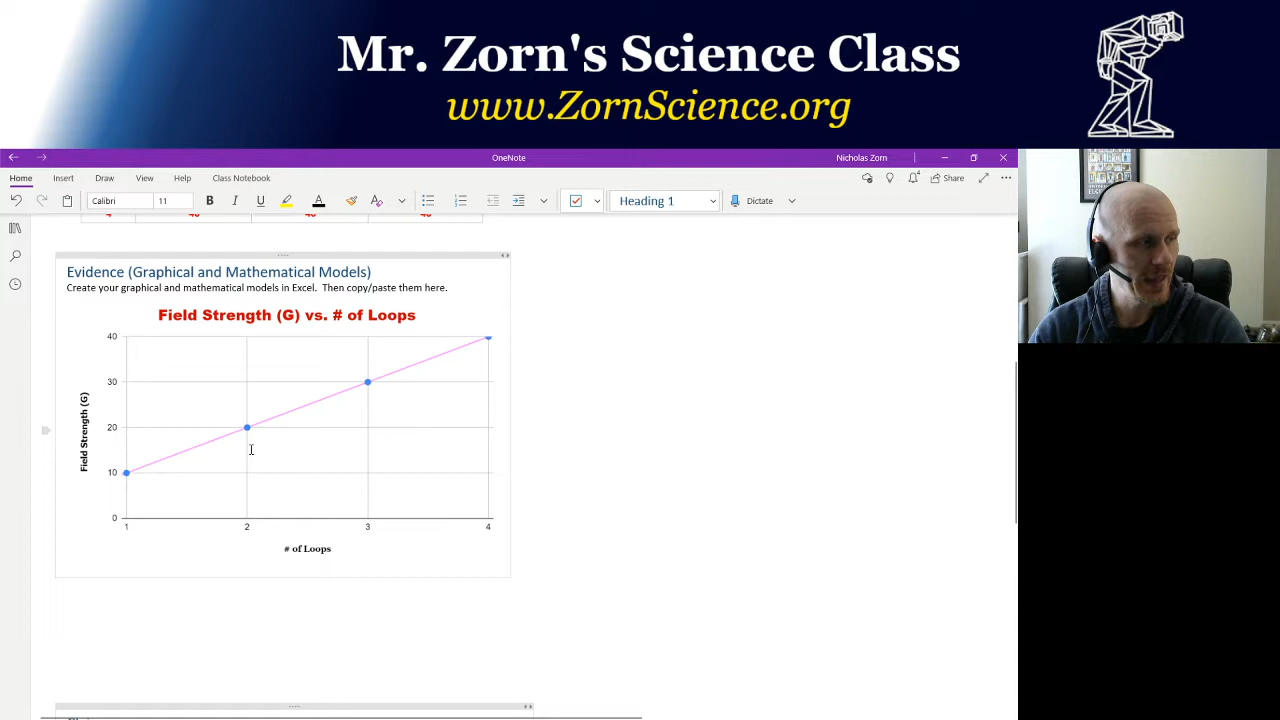 Mr. Zorn's Science Class
www.ZornScience.org
OneNote
Nicholas Zorn
Home Insert Draw View Help Class Notebook
Share
Calibri 11 B I U A Heading 1 Dictate
4 40 40
Evidence (Graphical and Mathematical Models)
Create your graphical and mathematical models in Excel. Then copy/paste them here.
Field Strength (G) vs. # of Loops
40
30
20
10
0
Field Strength (G)
1 2 3 4
# of Loops